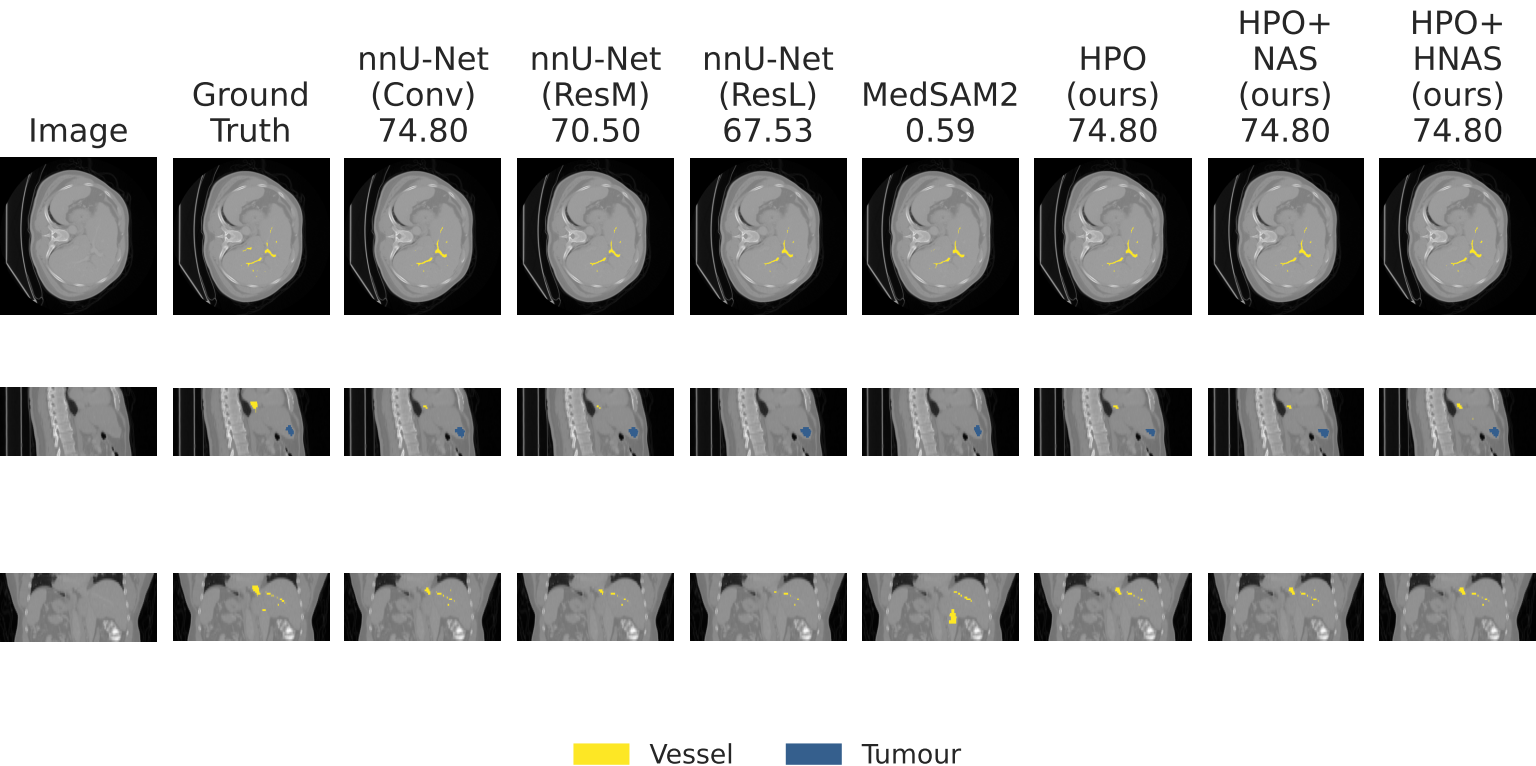 Image
Ground
Truth
nnU-Net
(Conv)
74.80
nnU-Net
(ResM)
70.50
nnU-Net
(ResL)
67.53
MedSAM2
0.59
HPO
(ours)
74.80
HPO+
NAS
(ours)
74.80
HPO+
HNAS
(ours)
74.80
Vessel
Tumour